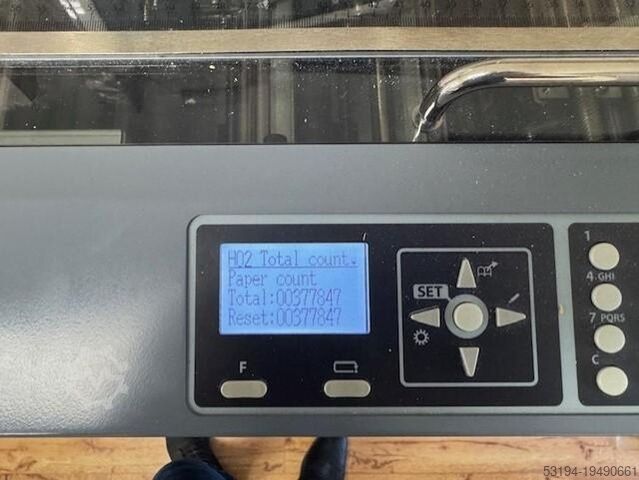 H02 Total count
Paper count
Total:00377847
Reset:00377847
SET
F
1
4 GHI
7 PQRS
C
53194-19490661